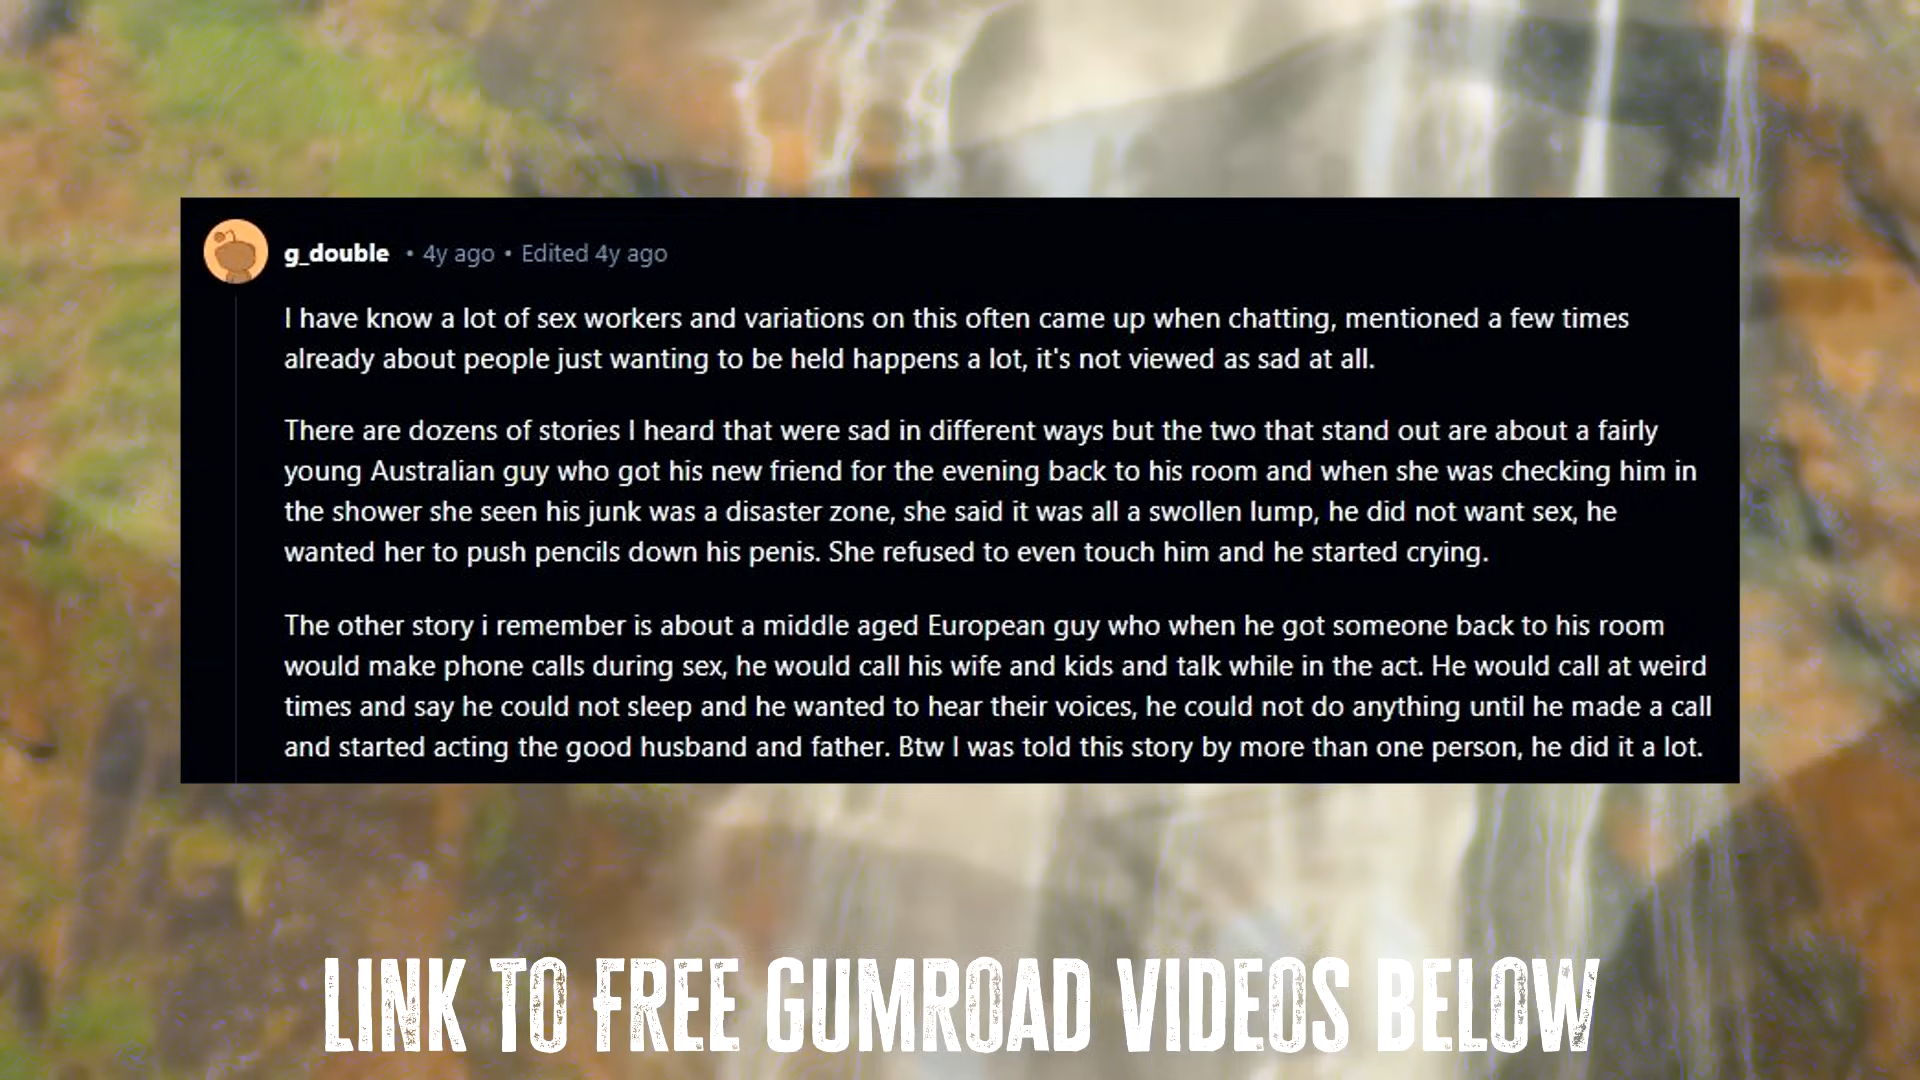 g_double • 4y ago • Edited 4y ago
I have know a lot of sex workers and variations on this often came up when chatting, mentioned a few times
already about people just wanting to be held happens a lot, it's not viewed as sad at all.
There are dozens of stories I heard that were sad in different ways but the two that stand out are about a fairly
young Australian guy who got his new friend for the evening back to his room and when she was checking him in
the shower she seen his junk was a disaster zone, she said it was all a swollen lump, he did not want sex, he
wanted her to push pencils down his penis. She refused to even touch him and he started crying.
The other story i remember is about a middle aged European guy who when he got someone back to his room
would make phone calls during sex, he would call his wife and kids and talk while in the act. He would call at weird
times and say he could not sleep and he wanted to hear their voices, he could not do anything until he made a call
and started acting the good husband and father. Btw I was told this story by more than one person, he did it a lot.
LINK TO FREE GUMROAD VIDEOS BELOW